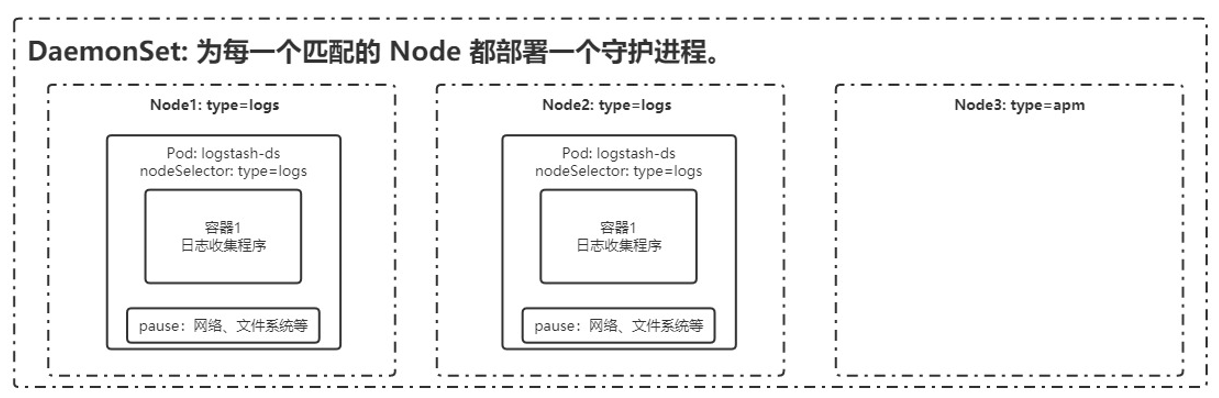 DaemonSet: 为每一个匹配的 Node 都部署一个守护进程。
Node1: type=logs
Pod: logstash-ds
nodeSelector: type=logs
容器1
日志收集程序
pause：网络、文件系统等
Node2: type=logs
Pod: logstash-ds
nodeSelector: type=logs
容器1
日志收集程序
pause：网络、文件系统等
Node3: type=apm